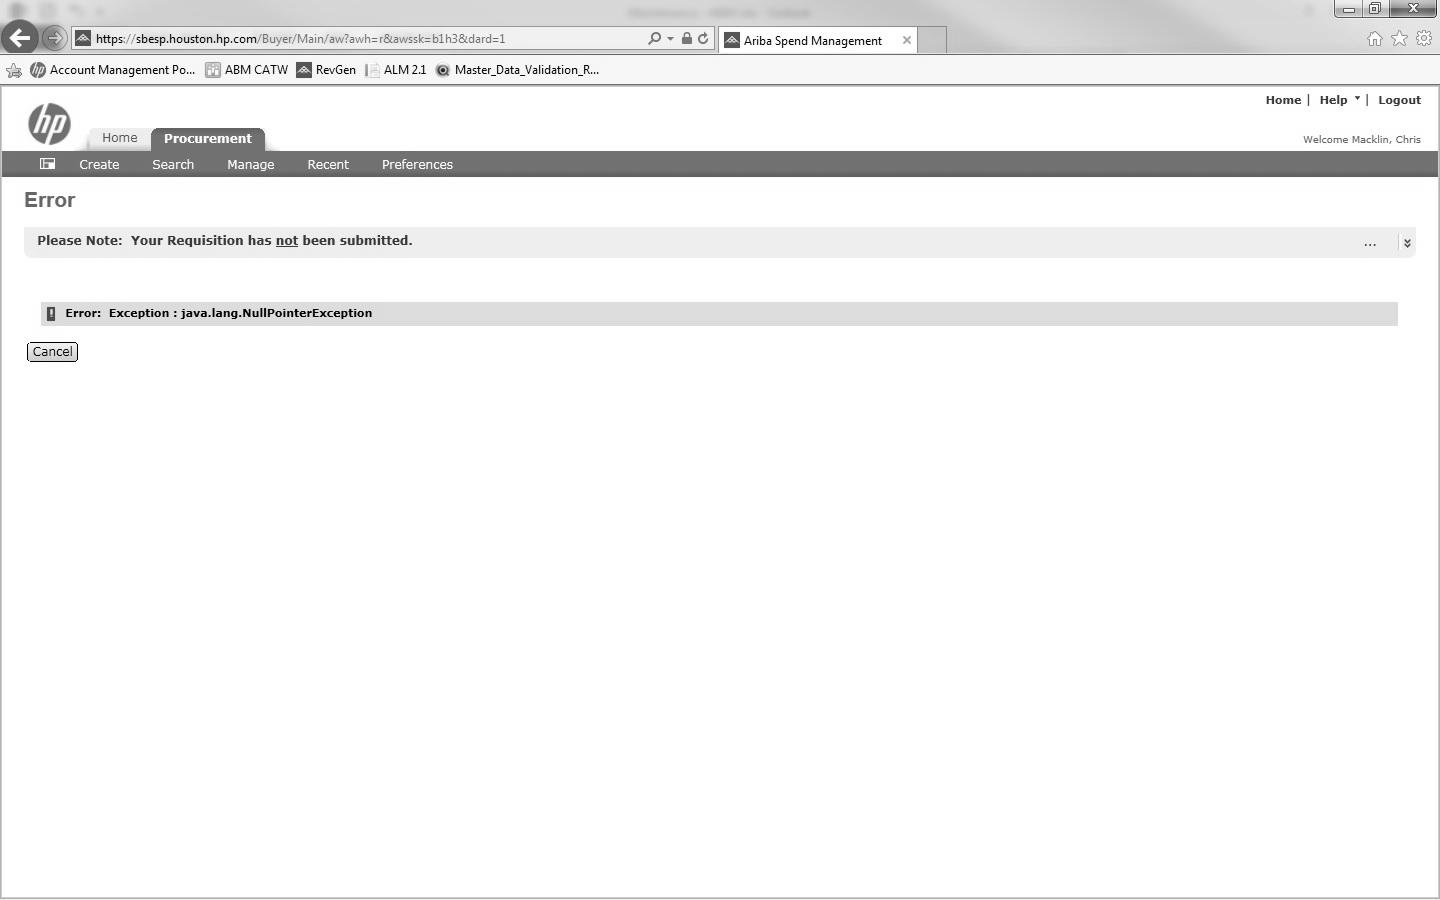 https://sbesp.houston.hp.com/Buyer/Main/aw?awh=r&awssk=b1h3&dard=1
Ariba Spend Management
Account Management Po... ABM CATW RevGen ALM 2.1 Master_Data_Validation_R...
Home | Help | Logout
hp
Home Procurement
Welcome Macklin, Chris
Create Search Manage Recent Preferences
Error
Please Note: Your Requisition has not been submitted. ...
Error: Exception : java.lang.NullPointerException
Cancel